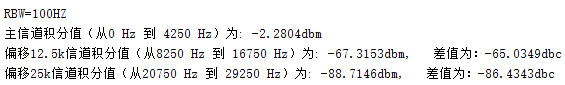 RBW=100HZ
主信道积分值（从0 Hz 到 4250 Hz）为: -2.2804dbm
偏移12.5k信道积分值（从8250 Hz 到 16750 Hz）为: -67.3153dbm,   差值为：-65.0349dbc
偏移25k信道积分值（从20750 Hz 到 29250 Hz）为: -88.7146dbm,   差值为：-86.4343dbc